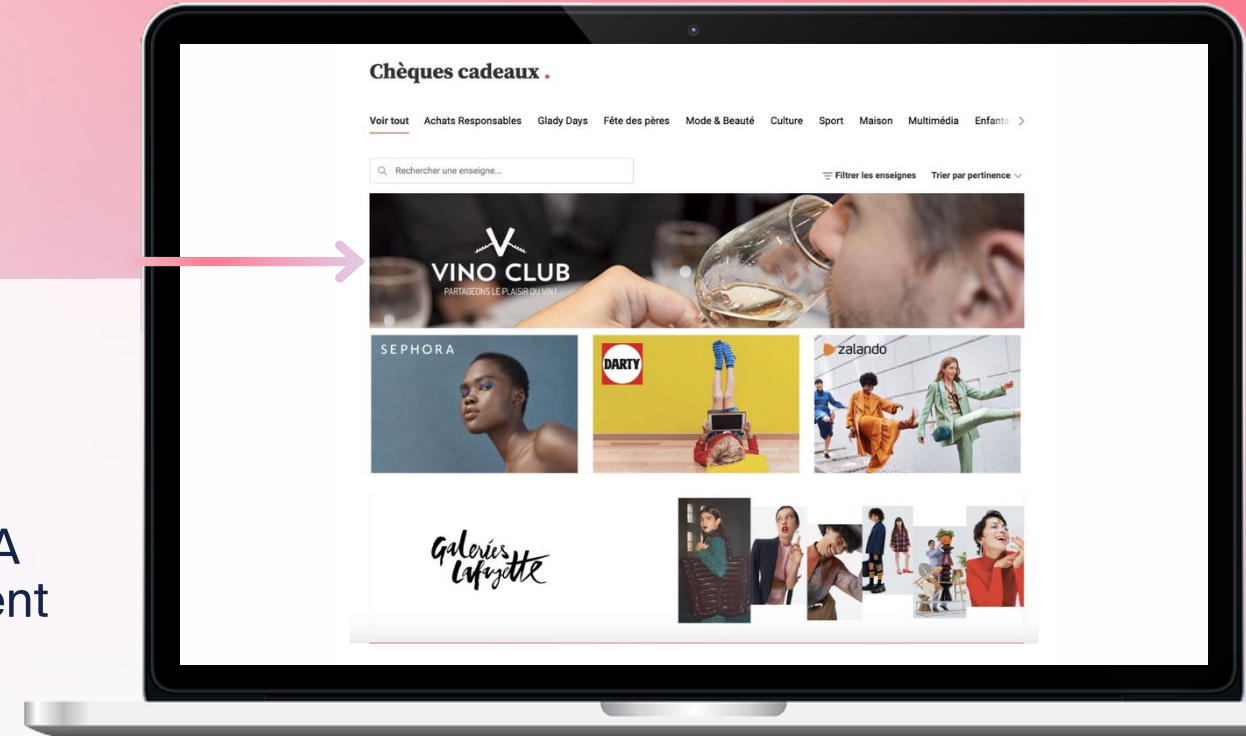 Chèques cadeaux .
Voir tout Achats Responsables Glady Days Fête des pères Mode & Beauté Culture Sport Maison Multimédia Enfants
Rechercher une enseigne...
Filtrer les enseignes Trier par pertinence
VINO CLUB
PARTAGEONS LE PLAISIR DU VIN !
SEPHORA
DARTY
zalando
Galeries
Lafayette
A
ent